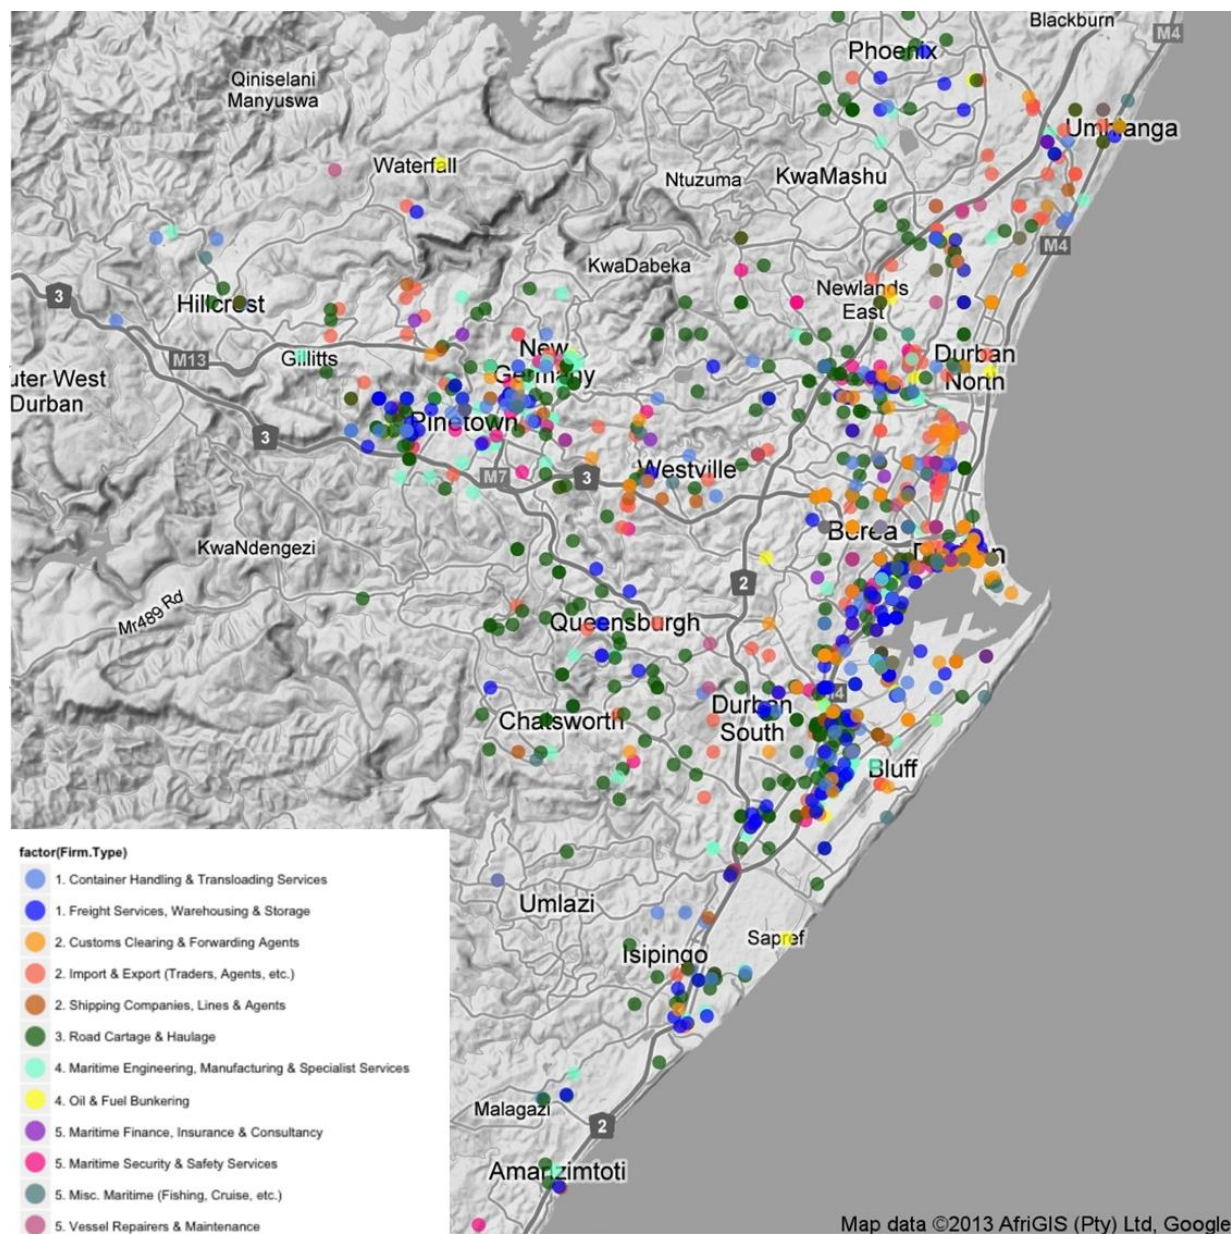 Blackburn
M4
Phoenix
Qiniselani
Manyuswa
Umhlanga
Waterfall
Ntuzuma
KwaMashu
M4
KwaDabeka
3
Hillcrest
Newlands
East
M13
Gillitts
New
Germany
Durban
North
uter West
Durban
Pinetown
3
M7
3
Westville
Berea
KwaNdengezi
2
Mr489 Rd
Queensburgh
Chatsworth
Durban
South
Bluff
factor(Firm.Type)
1. Container Handling & Transloading Services
1. Freight Services, Warehousing & Storage
2. Customs Clearing & Forwarding Agents
2. Import & Export (Traders, Agents, etc.)
2. Shipping Companies, Lines & Agents
3. Road Cartage & Haulage
4. Maritime Engineering, Manufacturing & Specialist Services
4. Oil & Fuel Bunkering
5. Maritime Finance, Insurance & Consultancy
5. Maritime Security & Safety Services
5. Misc. Maritime (Fishing, Cruise, etc.)
5. Vessel Repairers & Maintenance
Umlazi
Sapref
Isipingo
Malagazi
2
Amanzimtoti
Map data ©2013 AfriGIS (Pty) Ltd, Google